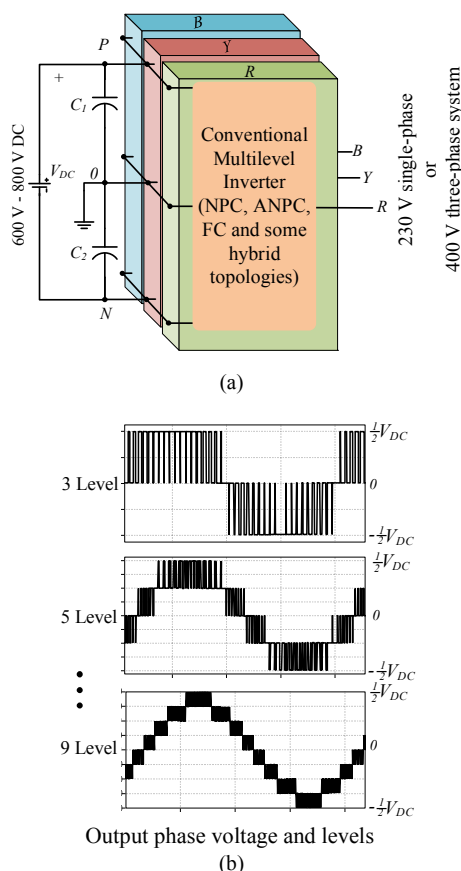 B
Y
R
P
+
C1
VDC
0
C2
N
600 V - 800 V DC
Conventional
Multilevel
Inverter
(NPC, ANPC,
FC and some
hybrid
topologies)
B
Y
R
230 V single-phase
or
400 V three-phase system
(a)
3 Level
½VDC
0
-½VDC
5 Level
½VDC
0
-½VDC
9 Level
½VDC
0
-½VDC
Output phase voltage and levels
(b)